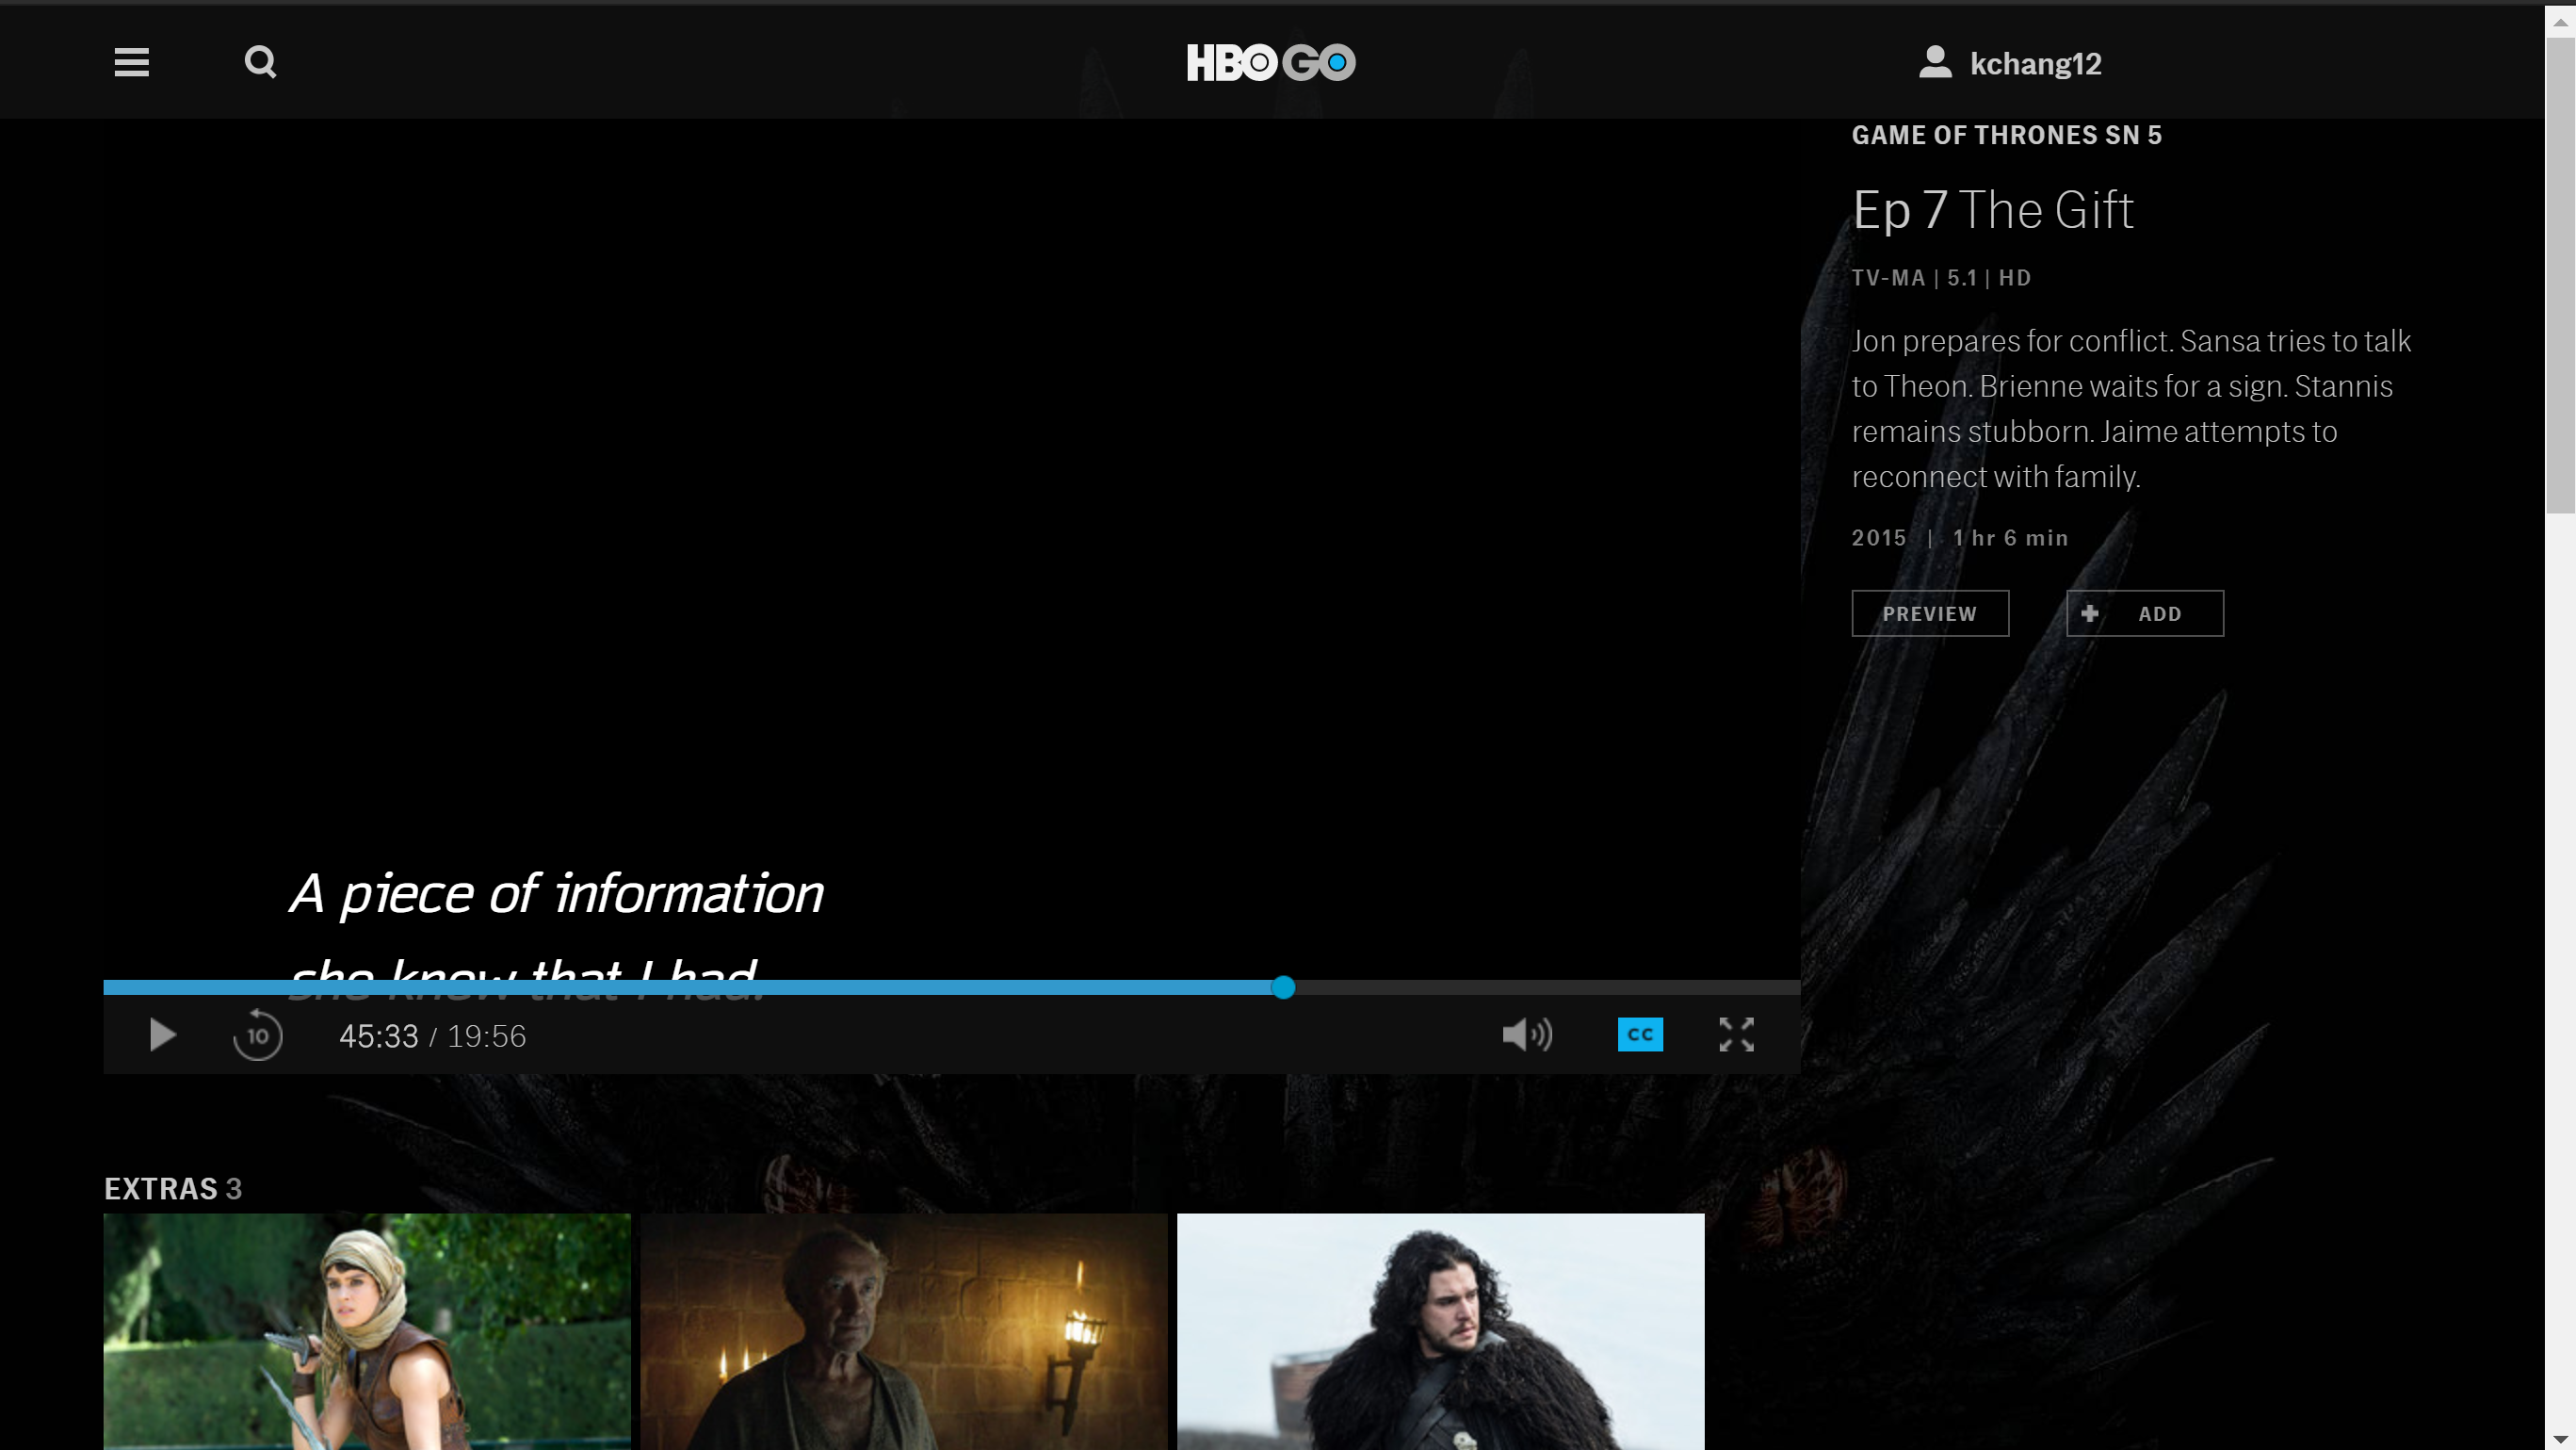 HBO GO
kchang12
GAME OF THRONES SN 5
Ep 7 The Gift
TV-MA | 5.1 | HD
Jon prepares for conflict. Sansa tries to talk
to Theon. Brienne waits for a sign. Stannis
remains stubborn. Jaime attempts to
reconnect with family.
2015 | 1 hr 6 min
PREVIEW
ADD
A piece of information
she knew that I had.
10
45:33 / 19:56
CC
EXTRAS 3